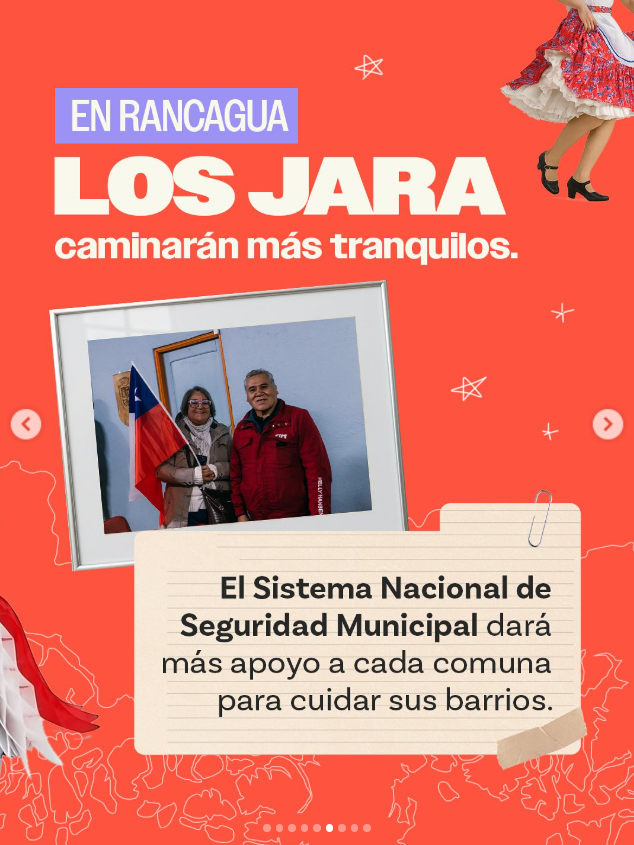 EN RANCAGUA
LOS JARA
caminarán más tranquilos.
El Sistema Nacional de
Seguridad Municipal dará
más apoyo a cada comuna
para cuidar sus barrios.